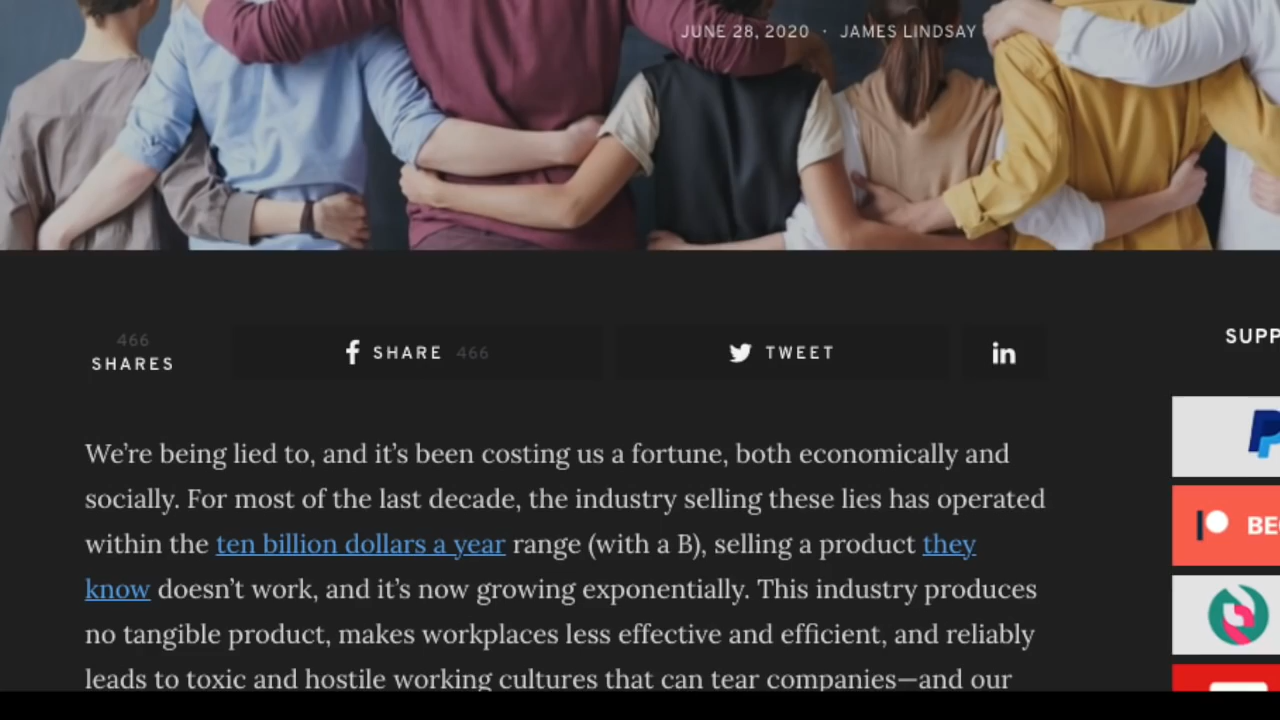 JUNE 28, 2020 · JAMES LINDSAY
466
SHARES
SHARE 466
TWEET
in
SUPP
We’re being lied to, and it’s been costing us a fortune, both economically and
socially. For most of the last decade, the industry selling these lies has operated
within the ten billion dollars a year range (with a B), selling a product they
know doesn’t work, and it’s now growing exponentially. This industry produces
no tangible product, makes workplaces less effective and efficient, and reliably
leads to toxic and hostile working cultures that can tear companies—and our
BE